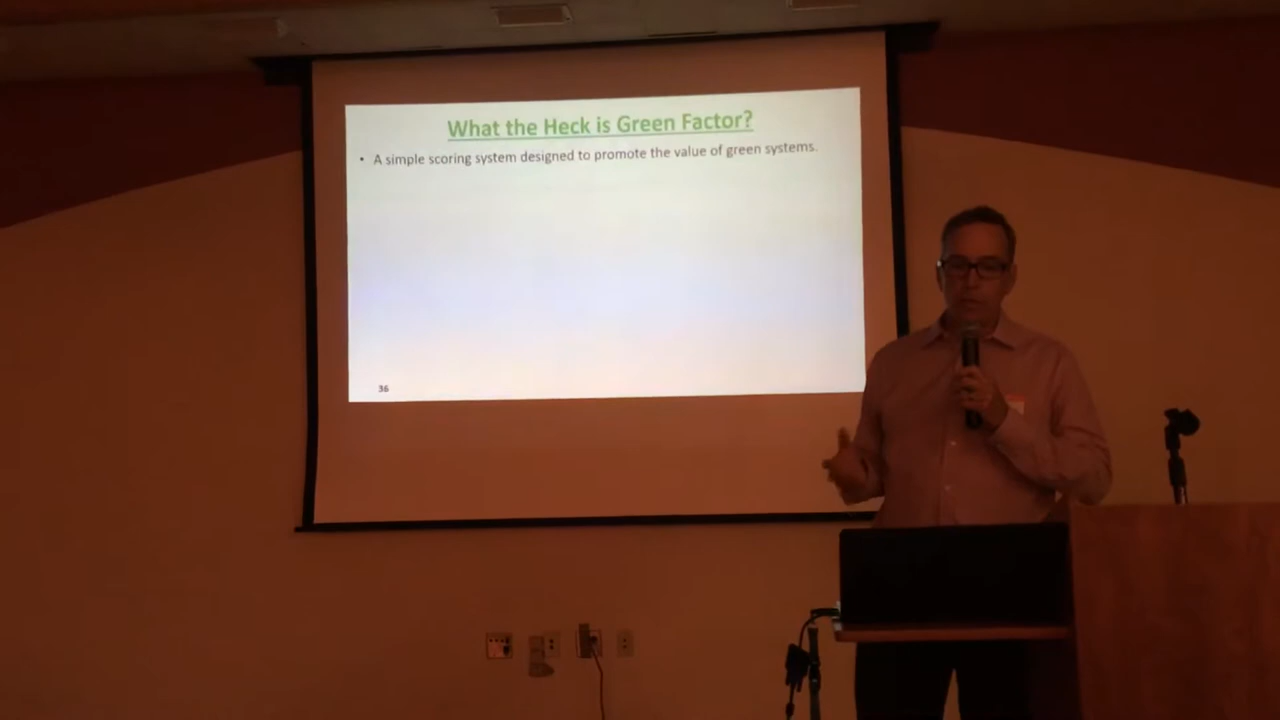 What the Heck is Green Factor?
• A simple scoring system designed to promote the value of green systems.
36